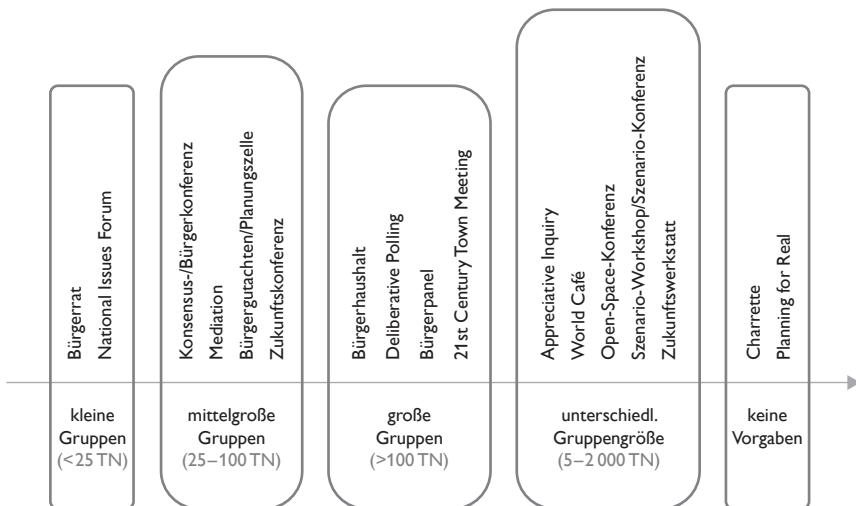 Bürgerrat
National Issues Forum
Konsensus-/Bürgerkonferenz
Mediation
Bürgergutachten/Planungszelle
Zukunftskonferenz
Bürgerhaushalt
Deliberative Polling
Bürgerpanel
21st Century Town Meeting
Appreciative Inquiry
World Café
Open-Space-Konferenz
Szenario-Workshop/Szenario-Konferenz
Zukunftswerkstatt
Charrette
Planning for Real
kleine
Gruppen
(<25 TN)
mittelgroße
Gruppen
(25–100 TN)
große
Gruppen
(>100 TN)
unterschiedl.
Gruppengröße
(5–2 000 TN)
keine
Vorgaben